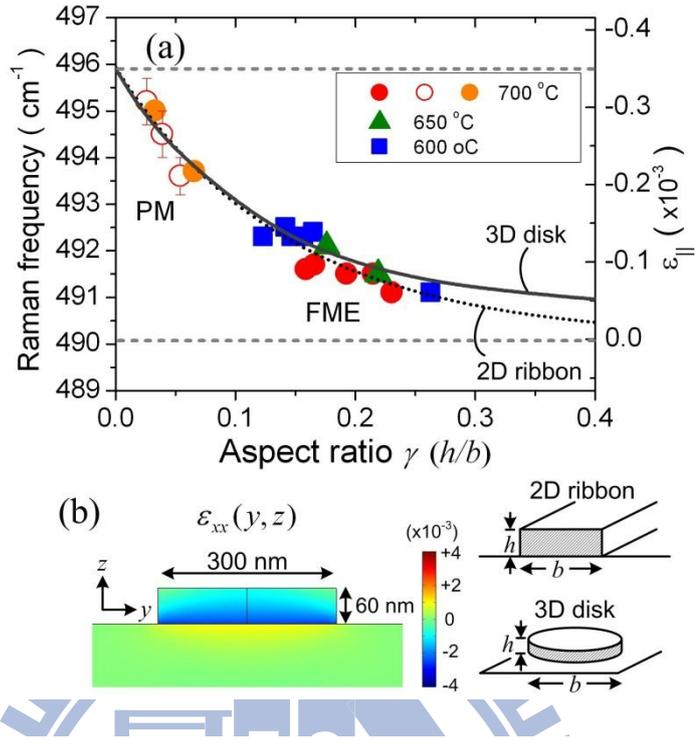 (a)
Raman frequency ( cm⁻¹ )
497
496
495
494
493
492
491
490
489
0.0 0.1 0.2 0.3 0.4
Aspect ratio γ (h/b)
-0.4
-0.3
-0.2
-0.1
0.0
ε|| ( x10⁻³ )
700 °C
650 °C
600 oC
PM
FME
3D disk
2D ribbon
(b)
εxx(y,z)
300 nm
60 nm
z
y
(x10⁻³)
+4
+2
0
-2
-4
2D ribbon
h
b
3D disk
h
b